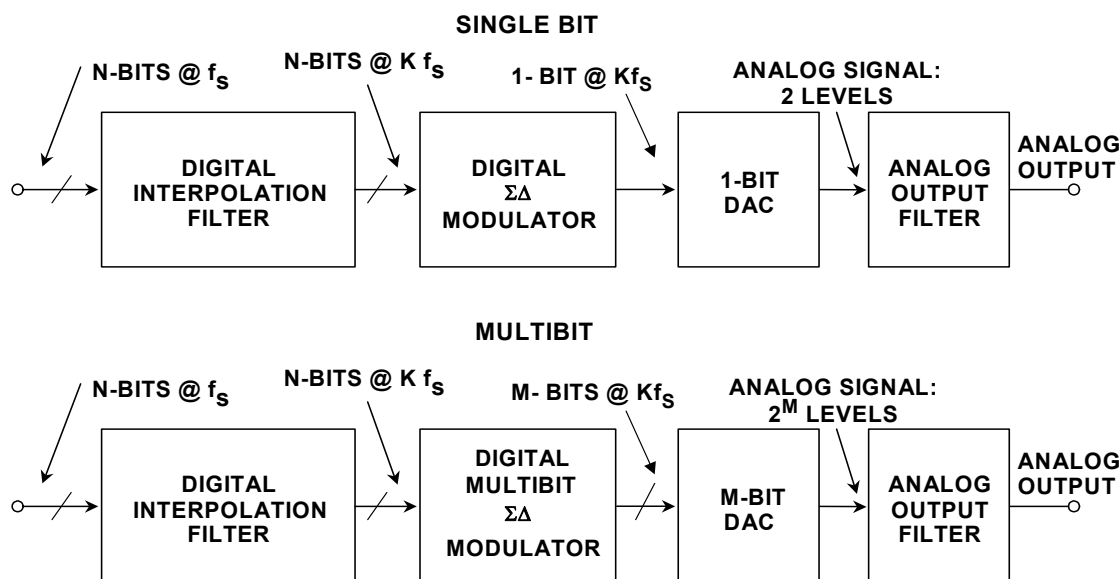 SINGLE BIT
N-BITS @ fS
N-BITS @ K fS
1- BIT @ KfS
ANALOG SIGNAL:
2 LEVELS
DIGITAL
INTERPOLATION
FILTER
DIGITAL
ΣΔ
MODULATOR
1-BIT
DAC
ANALOG
OUTPUT
FILTER
ANALOG
OUTPUT
MULTIBIT
N-BITS @ fS
N-BITS @ K fS
M- BITS @ KfS
ANALOG SIGNAL:
2^M LEVELS
DIGITAL
INTERPOLATION
FILTER
DIGITAL
MULTIBIT
ΣΔ
MODULATOR
M-BIT
DAC
ANALOG
OUTPUT
FILTER
ANALOG
OUTPUT